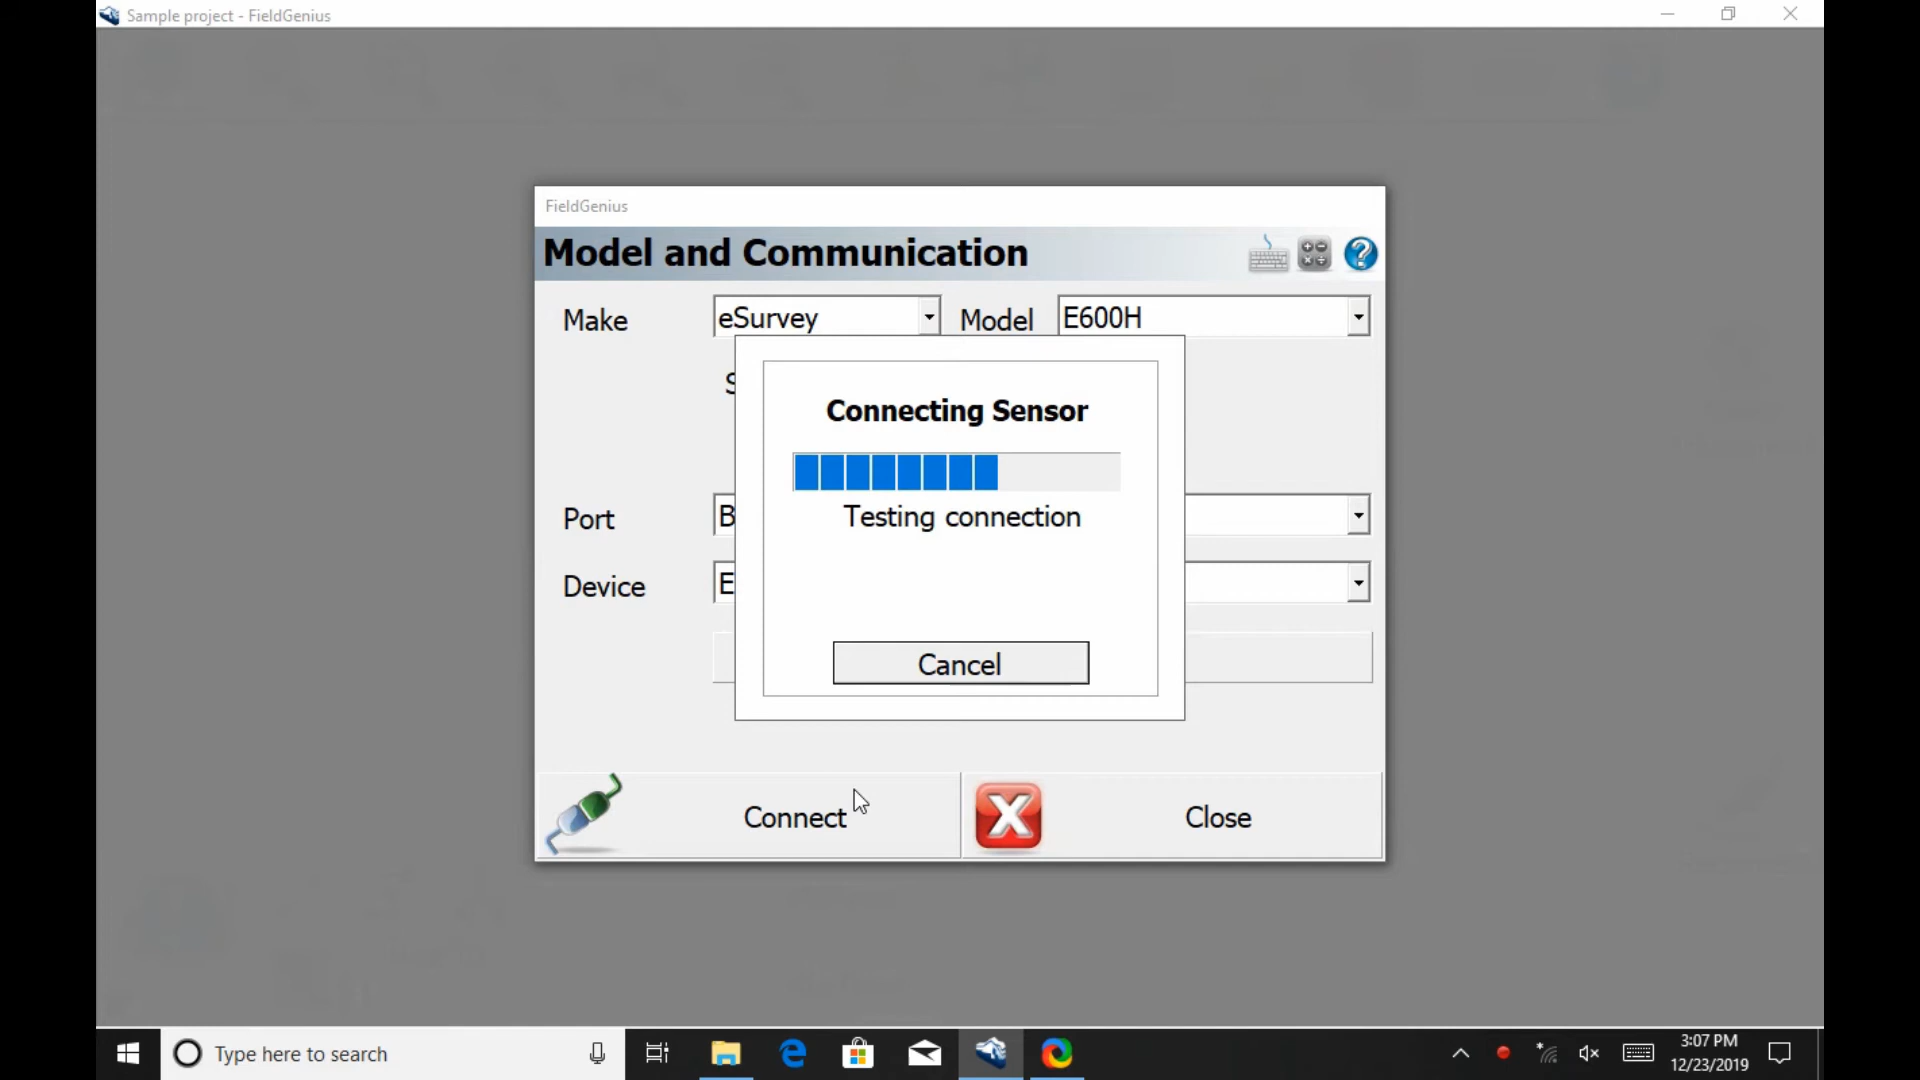 Sample project - FieldGenius
FieldGenius
Model and Communication
Make
eSurvey
Model
E600H
S
Connecting Sensor
Port
B
Testing connection
Device
E
Cancel
Connect
Close
Type here to search
3:07 PM
12/23/2019